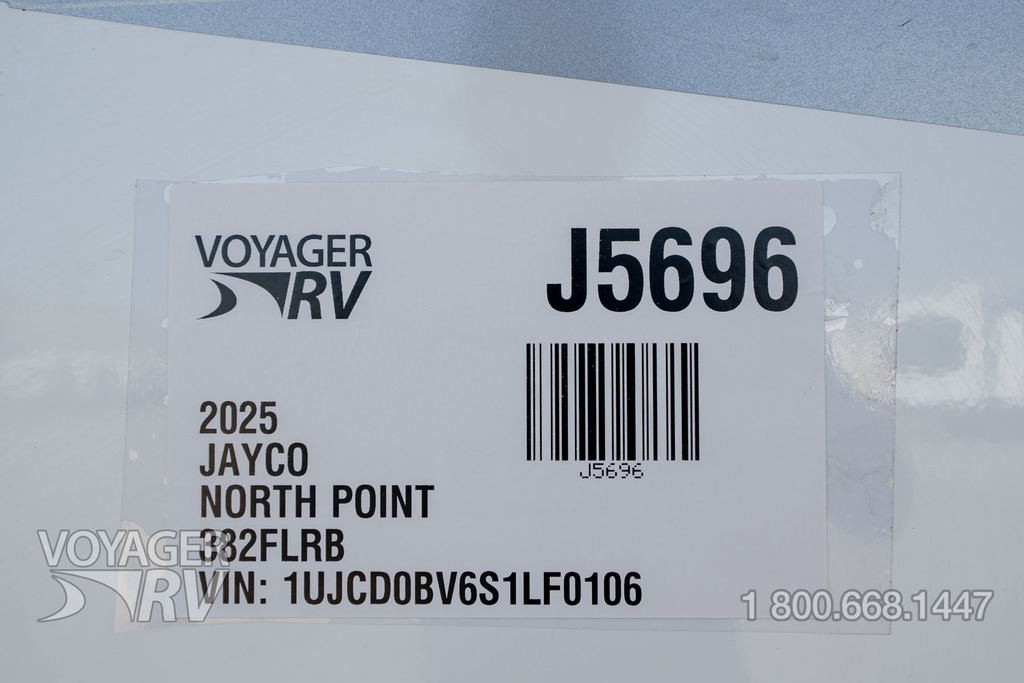 VOYAGER
RV
J5696
J5696
2025
JAYCO
NORTH POINT
382FLRB
VIN: 1UJCD0BV6S1LF0106
VOYAGER
RV
1 800.668.1447